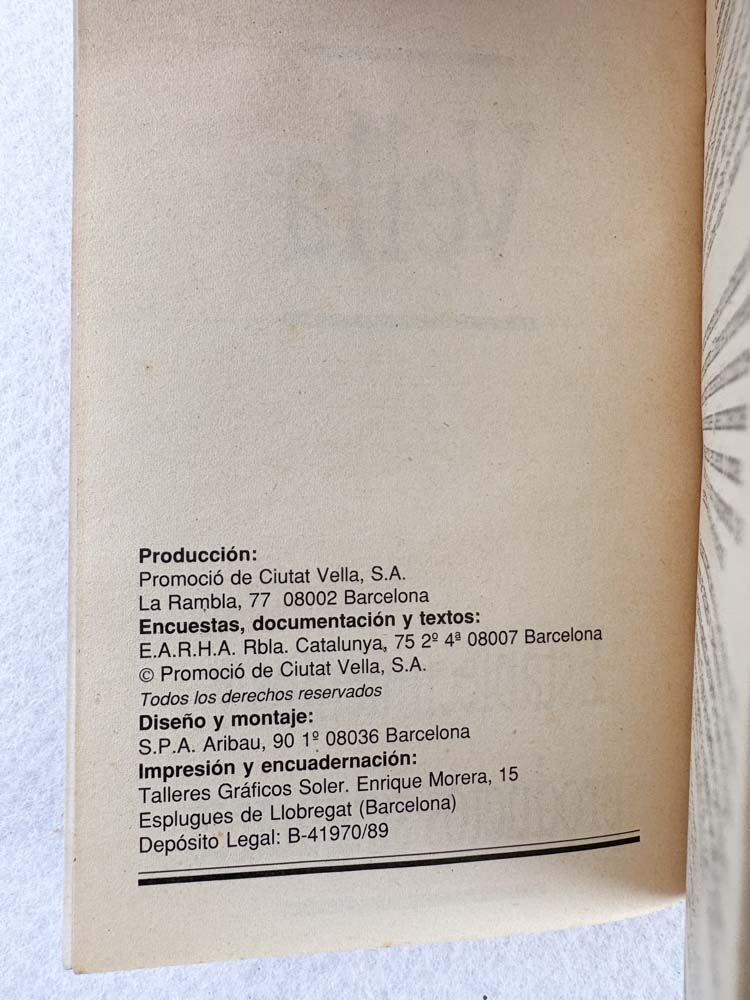 Producción:
Promoció de Ciutat Vella, S.A.
La Rambla, 77 08002 Barcelona
Encuestas, documentación y textos:
E.A.R.H.A. Rbla. Catalunya, 75 2º 4ª 08007 Barcelona
© Promoció de Ciutat Vella, S.A.
Todos los derechos reservados
Diseño y montaje:
S.P.A. Aribau, 90 1º 08036 Barcelona
Impresión y encuadernación:
Talleres Gráficos Soler. Enrique Morera, 15
Esplugues de Llobregat (Barcelona)
Depósito Legal: B-41970/89